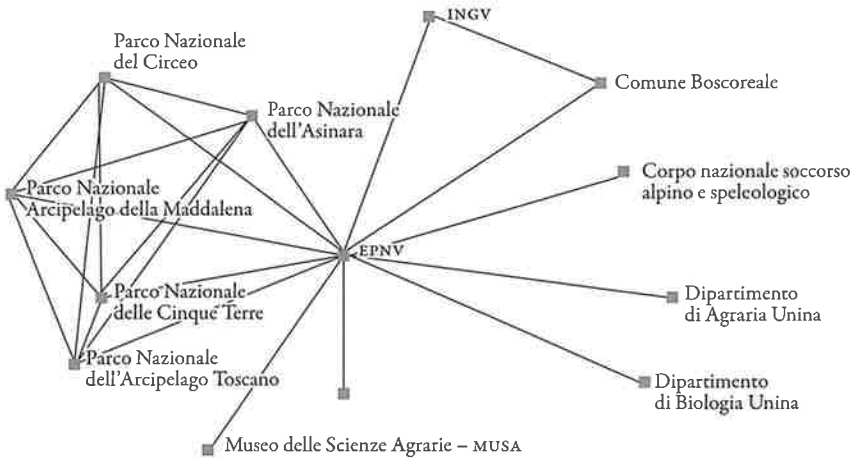 INGV
Parco Nazionale
del Circeo
Comune Boscoreale
Parco Nazionale
dell'Asinara
Corpo nazionale soccorso
alpino e speleologico
Parco Nazionale
Arcipelago della Maddalena
EPNV
Parco Nazionale
delle Cinque Terre
Dipartimento
di Agraria Unina
Parco Nazionale
dell'Arcipelago Toscano
Dipartimento
di Biologia Unina
Museo delle Scienze Agrarie – MUSA